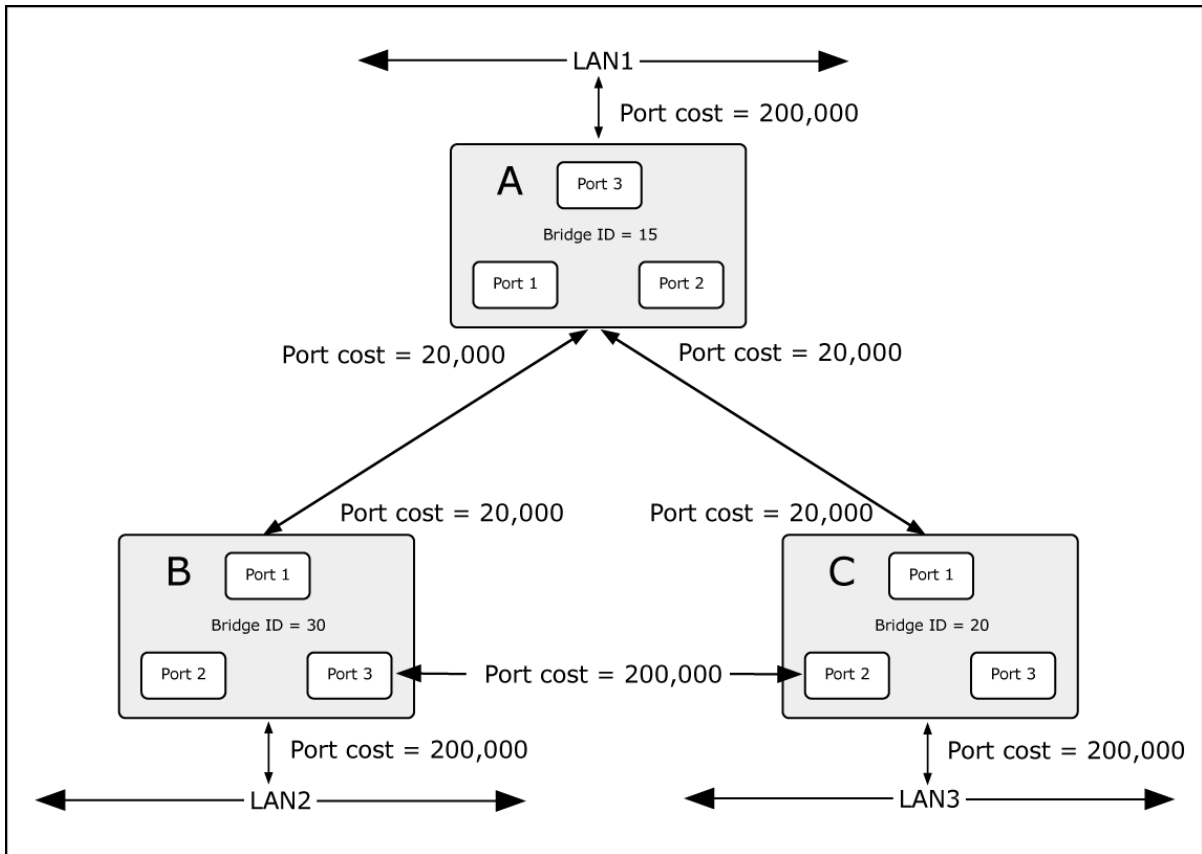 LAN1
Port cost = 200,000
A
Port 3
Bridge ID = 15
Port 1
Port 2
Port cost = 20,000
Port cost = 20,000
Port cost = 20,000
Port cost = 20,000
B
Port 1
Bridge ID = 30
Port 2
Port 3
C
Port 1
Bridge ID = 20
Port 2
Port 3
Port cost = 200,000
Port cost = 200,000
LAN2
Port cost = 200,000
LAN3